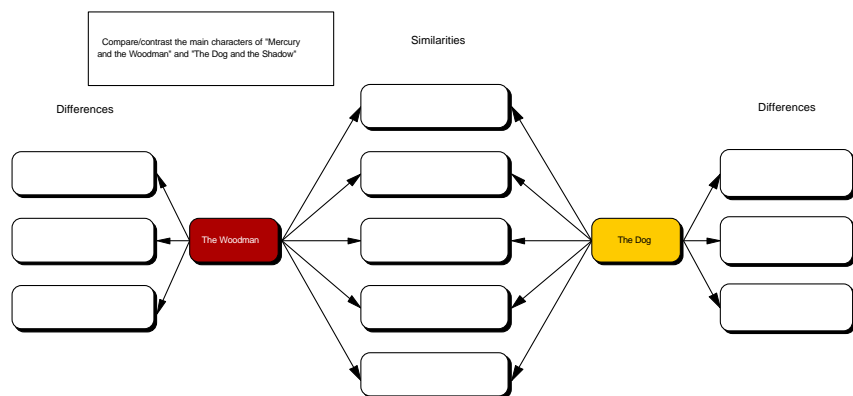 Compare/contrast the main characters of "Mercury
and the Woodman" and "The Dog and the Shadow"
Similarities
Differences
Differences
The Woodman
The Dog